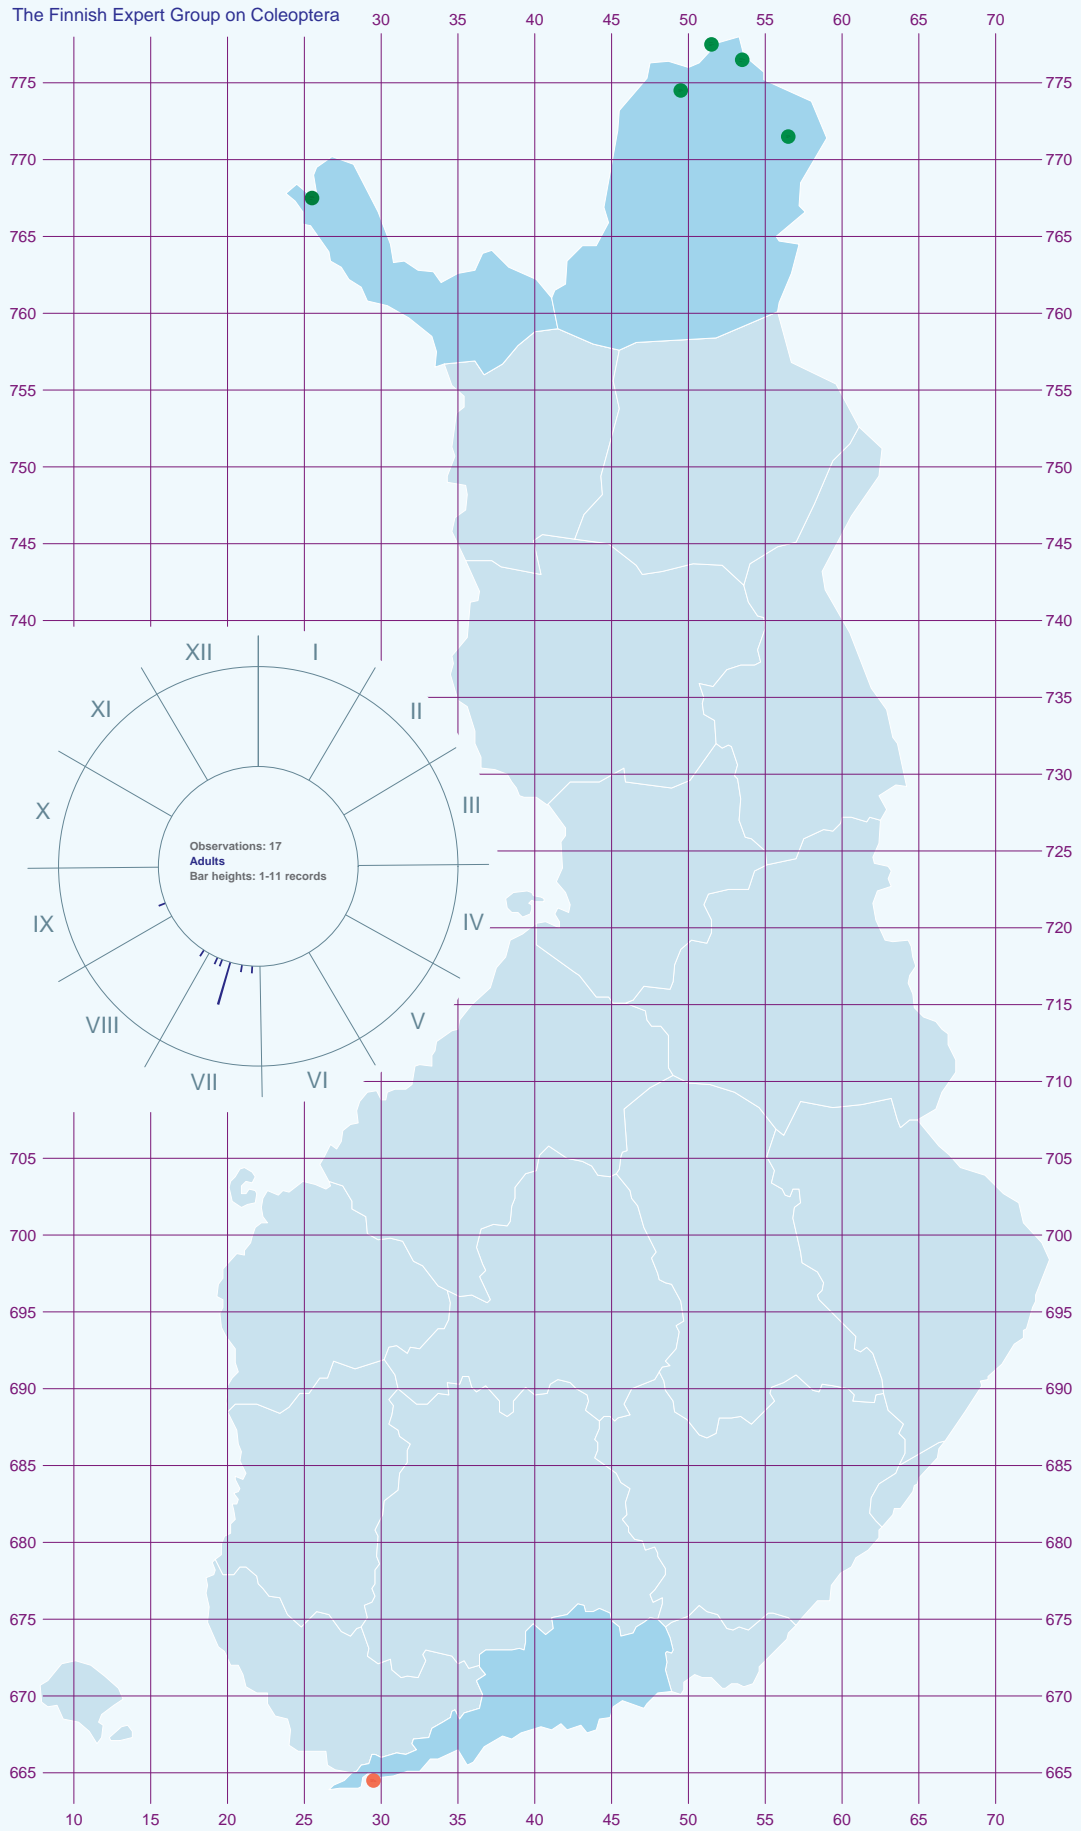 The Finnish Expert Group on Coleoptera
30 35 40 45 50 55 60 65 70
775 775
770 770
765 765
760 760
755 755
750 750
745 745
740 740
XII I
XI II
735
730
X III
Observations: 17
Adults
Bar heights: 1-11 records
725
IX IV
720
715
VIII V
VII VI
710
705 705
700 700
695 695
690 690
685 685
680 680
675 675
670 670
665 665
10 15 20 25 30 35 40 45 50 55 60 65 70